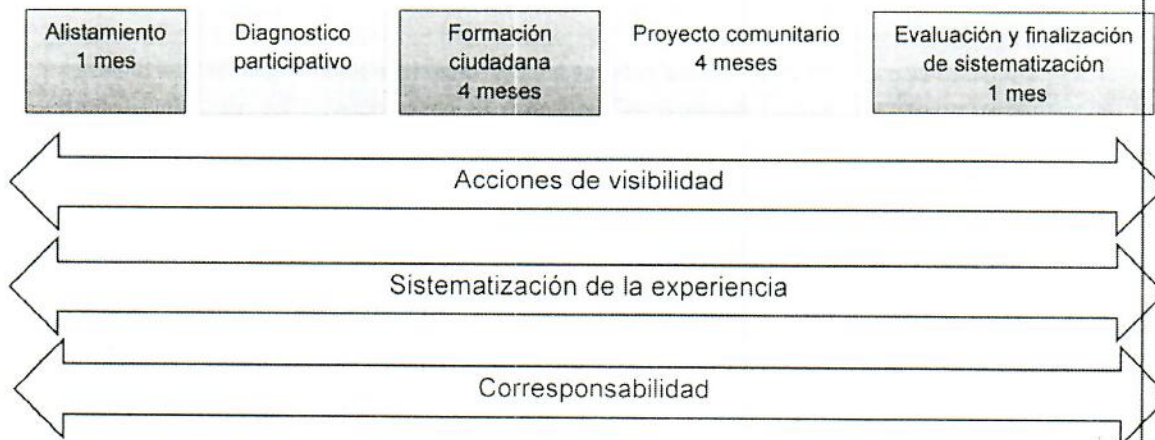 Alistamiento
1 mes
Diagnostico
participativo
Formación
ciudadana
4 meses
Proyecto comunitario
4 meses
Evaluación y finalización
de sistematización
1 mes
Acciones de visibilidad
Sistematización de la experiencia
Corresponsabilidad